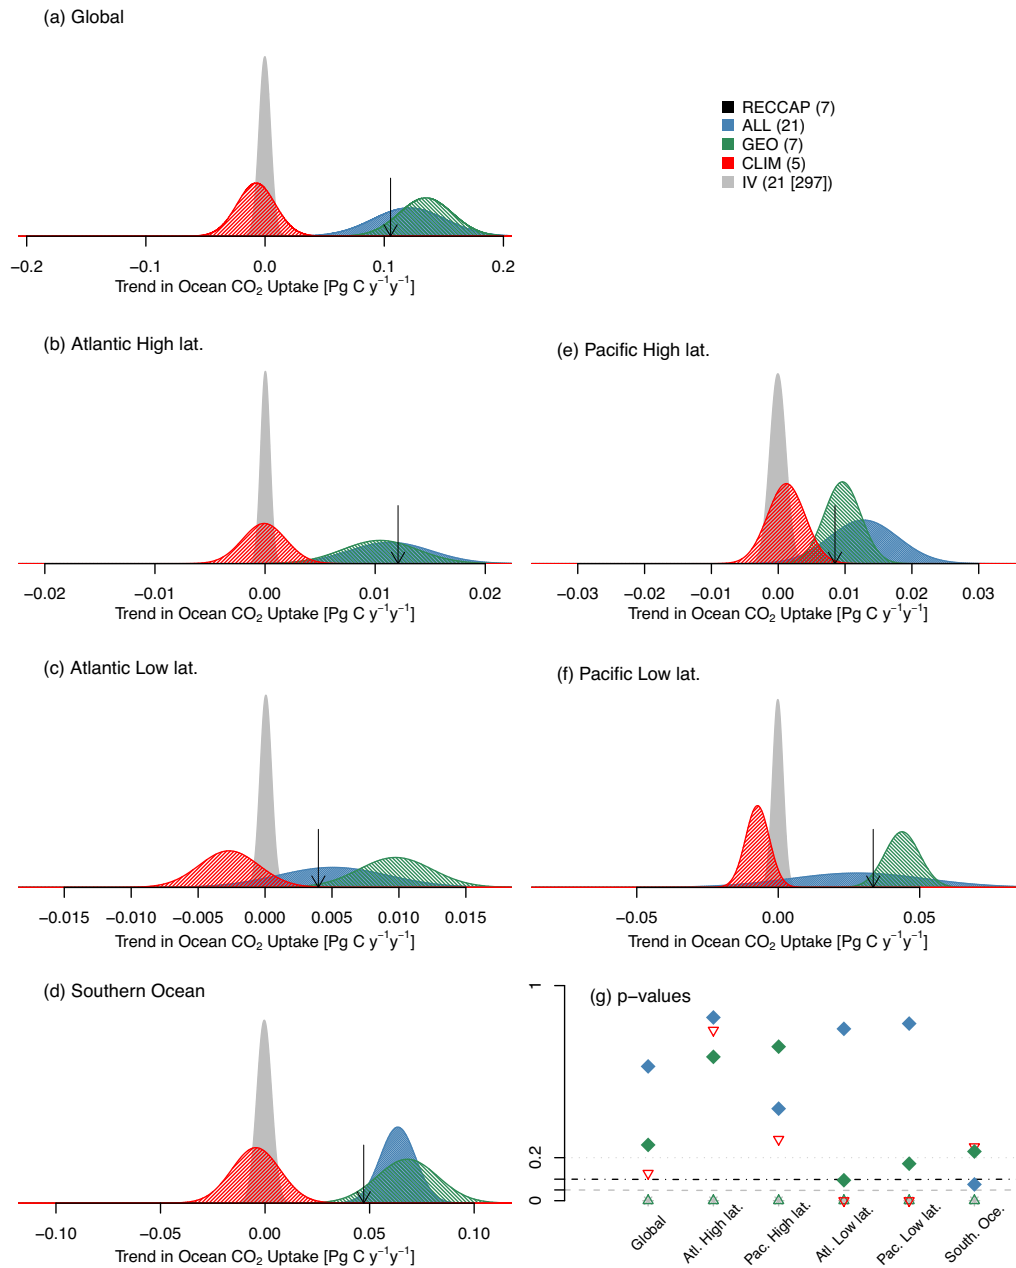 (a) Global
RECCAP (7)
ALL (21)
GEO (7)
CLIM (5)
IV (21 [297])
−0.2 −0.1 0.0 0.1 0.2
Trend in Ocean CO₂ Uptake [Pg C y⁻¹y⁻¹]
(b) Atlantic High lat.
−0.02 −0.01 0.00 0.01 0.02
Trend in Ocean CO₂ Uptake [Pg C y⁻¹y⁻¹]
(e) Pacific High lat.
−0.03 −0.02 −0.01 0.00 0.01 0.02 0.03
Trend in Ocean CO₂ Uptake [Pg C y⁻¹y⁻¹]
(c) Atlantic Low lat.
−0.015 −0.010 −0.005 0.000 0.005 0.010 0.015
Trend in Ocean CO₂ Uptake [Pg C y⁻¹y⁻¹]
(f) Pacific Low lat.
−0.05 0.00 0.05
Trend in Ocean CO₂ Uptake [Pg C y⁻¹y⁻¹]
(d) Southern Ocean
−0.10 −0.05 0.00 0.05 0.10
Trend in Ocean CO₂ Uptake [Pg C y⁻¹y⁻¹]
(g) p−values
1
0.2
0
Global
Atl. High lat.
Pac. High lat.
Atl. Low lat.
Pac. Low lat.
South. Oce.